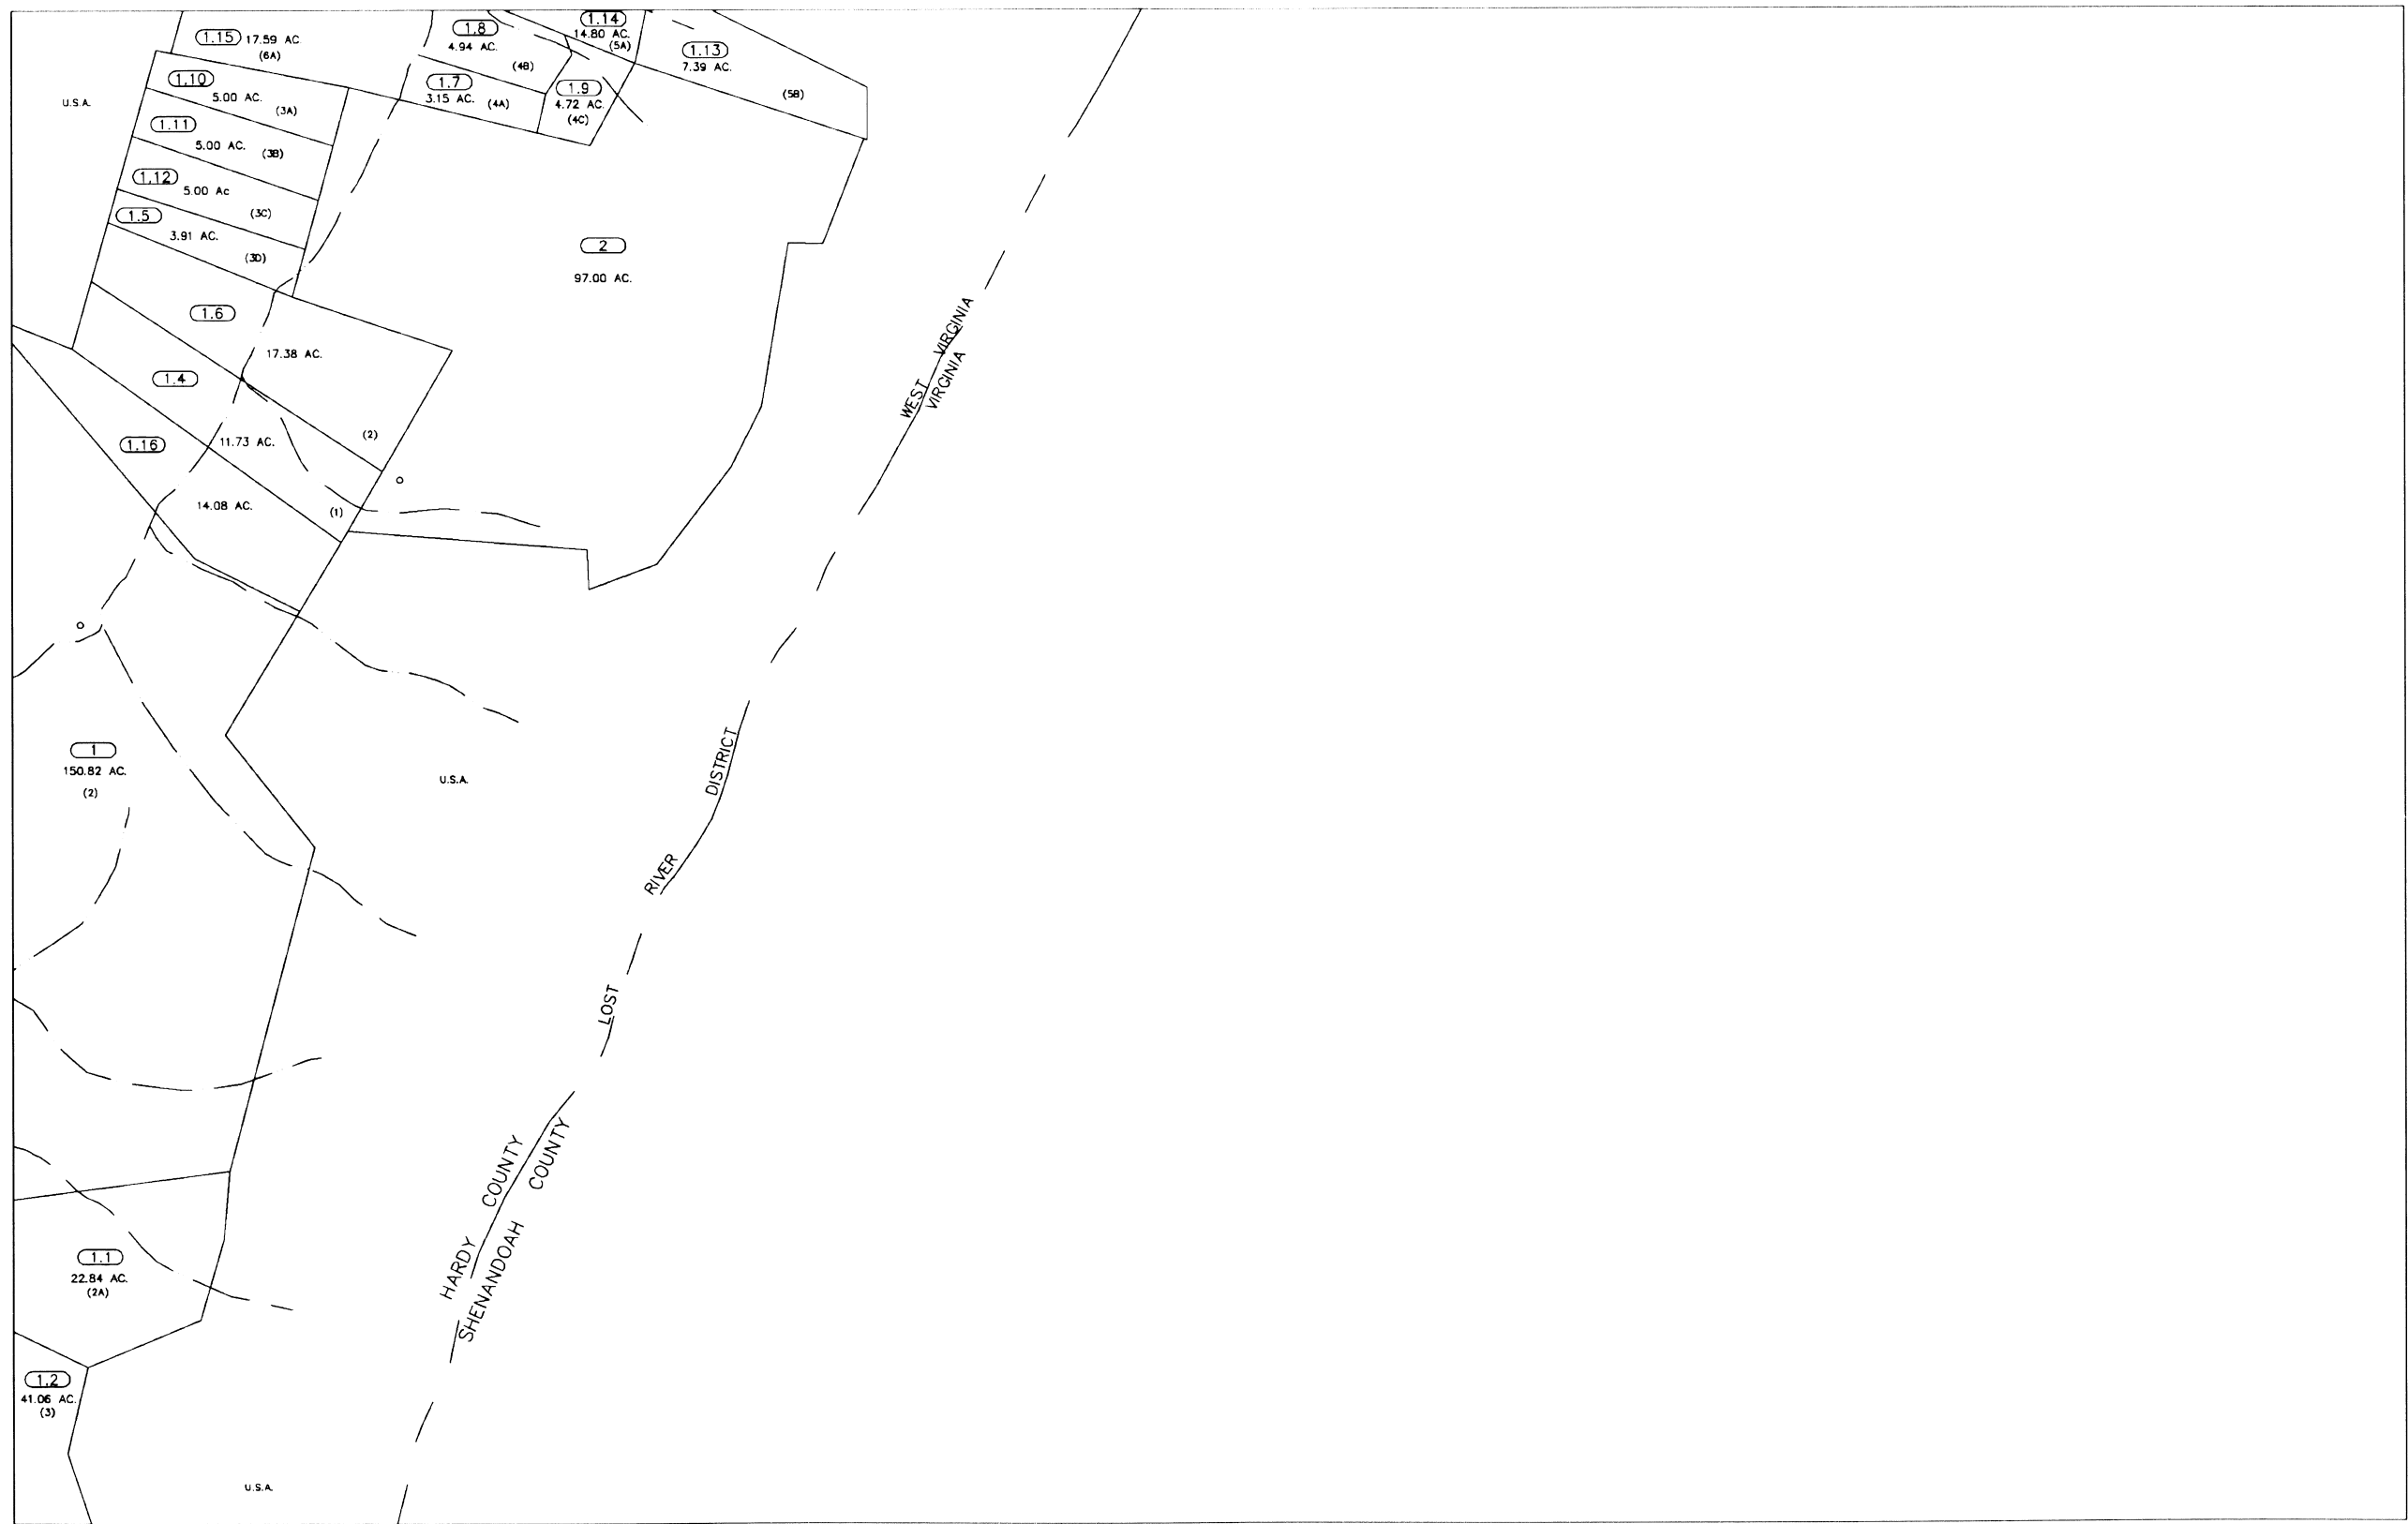 1.15 17.59 AC.
(6A)
1.8
4.94 AC.
(4B)
1.14
14.80 AC.
(5A)
1.13
7.39 AC.
(5B)
U.S.A.
1.10
5.00 AC.
(3A)
1.7
3.15 AC. (4A)
1.9
4.72 AC.
(4C)
1.11
5.00 AC. (3B)
1.12
5.00 Ac
(3C)
1.5
3.91 AC.
(3D)
2
97.00 AC.
1.6
17.38 AC.
(2)
1.4
11.73 AC.
(1)
1.16
14.08 AC.
WEST VIRGINIA
VIRGINIA
1
150.82 AC.
(2)
U.S.A.
LOST RIVER DISTRICT
HARDY COUNTY
SHENANDOAH COUNTY
1.1
22.84 AC.
(2A)
1.2
41.06 AC.
(3)
U.S.A.